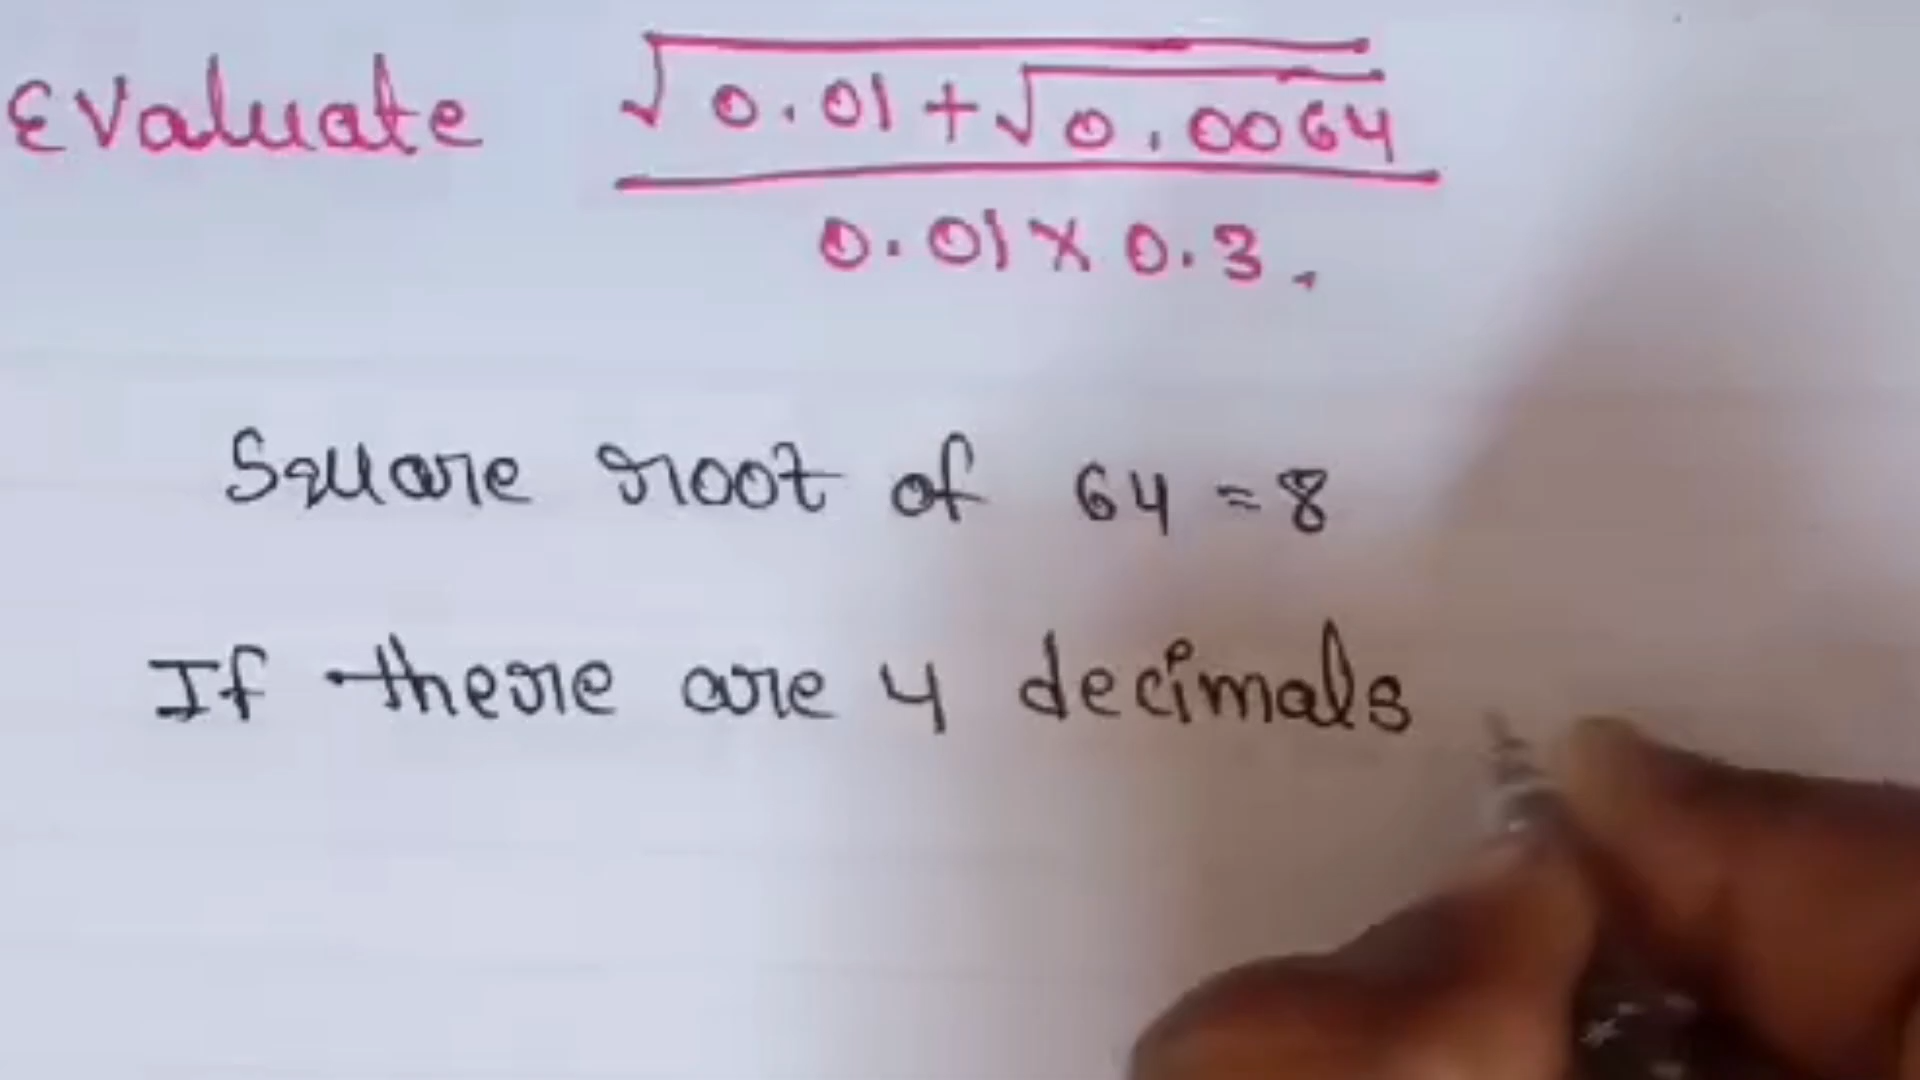 Evaluate √0.01+√0.0064
0.01×0.3.
Square root of 64=8
If there are 4 decimals